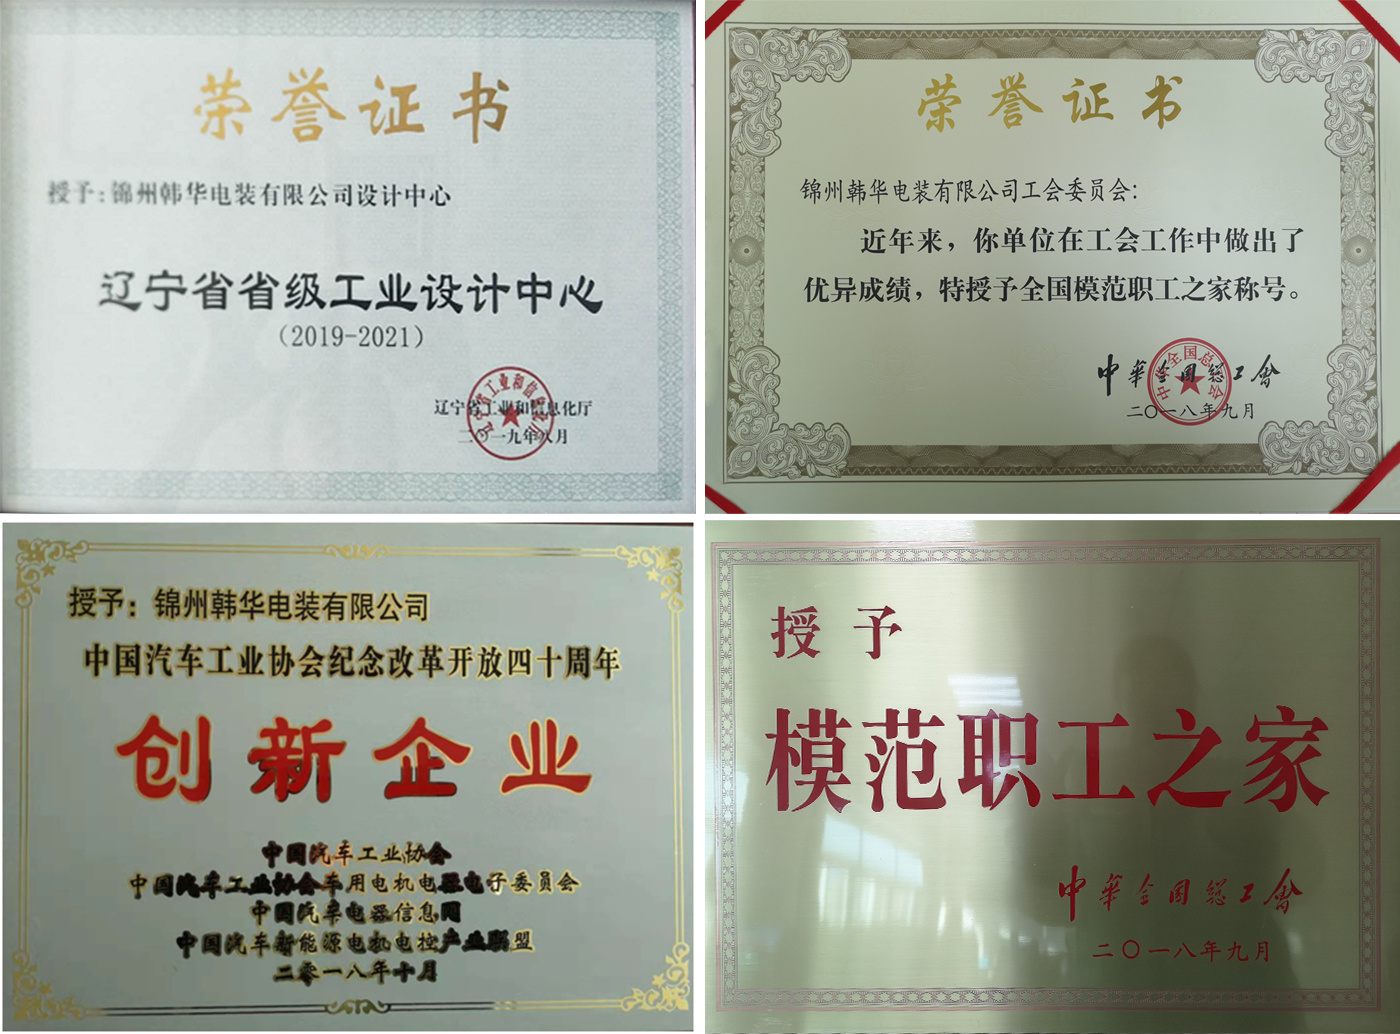 荣誉证书
授予:锦州韩华电装有限公司设计中心
辽宁省省级工业设计中心
(2019-2021)
辽宁省工业和信息化厅
二〇一九年八月
荣誉证书
锦州韩华电装有限公司工会委员会:
近年来，你单位在工会工作中做出了
优异成绩，特授予全国模范职工之家称号。
中华全国总工会
中華全国総工會
二〇一八年九月
授予：锦州韩华电装有限公司
中国汽车工业协会纪念改革开放四十周年
创新企业
中国汽车工业协会
中国汽车工业协会车用电机电器电子委员会
中国汽车电器信息网
中国汽车新能源电机电控产业联盟
二零一八年十月
授予
模范职工之家
中華全国総工會
二〇一八年九月